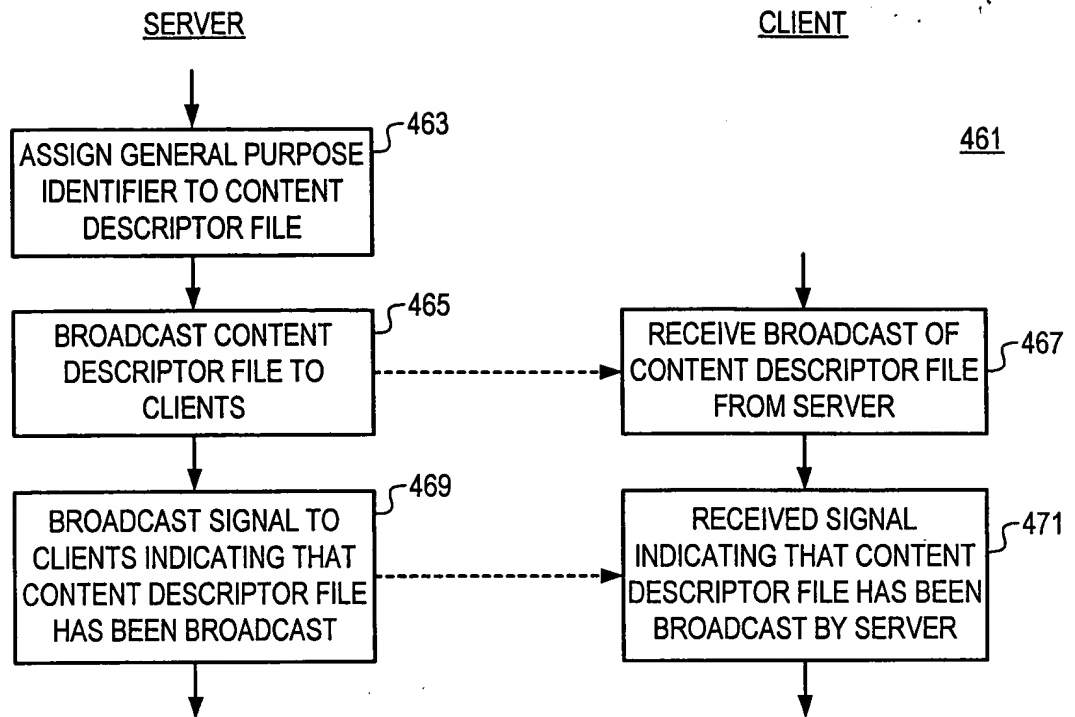 SERVER
CLIENT
463
ASSIGN GENERAL PURPOSE
IDENTIFIER TO CONTENT
DESCRIPTOR FILE
461
465
BROADCAST CONTENT
DESCRIPTOR FILE TO
CLIENTS
RECEIVE BROADCAST OF
CONTENT DESCRIPTOR FILE
FROM SERVER
467
469
BROADCAST SIGNAL TO
CLIENTS INDICATING THAT
CONTENT DESCRIPTOR FILE
HAS BEEN BROADCAST
RECEIVED SIGNAL
INDICATING THAT CONTENT
DESCRIPTOR FILE HAS BEEN
BROADCAST BY SERVER
471